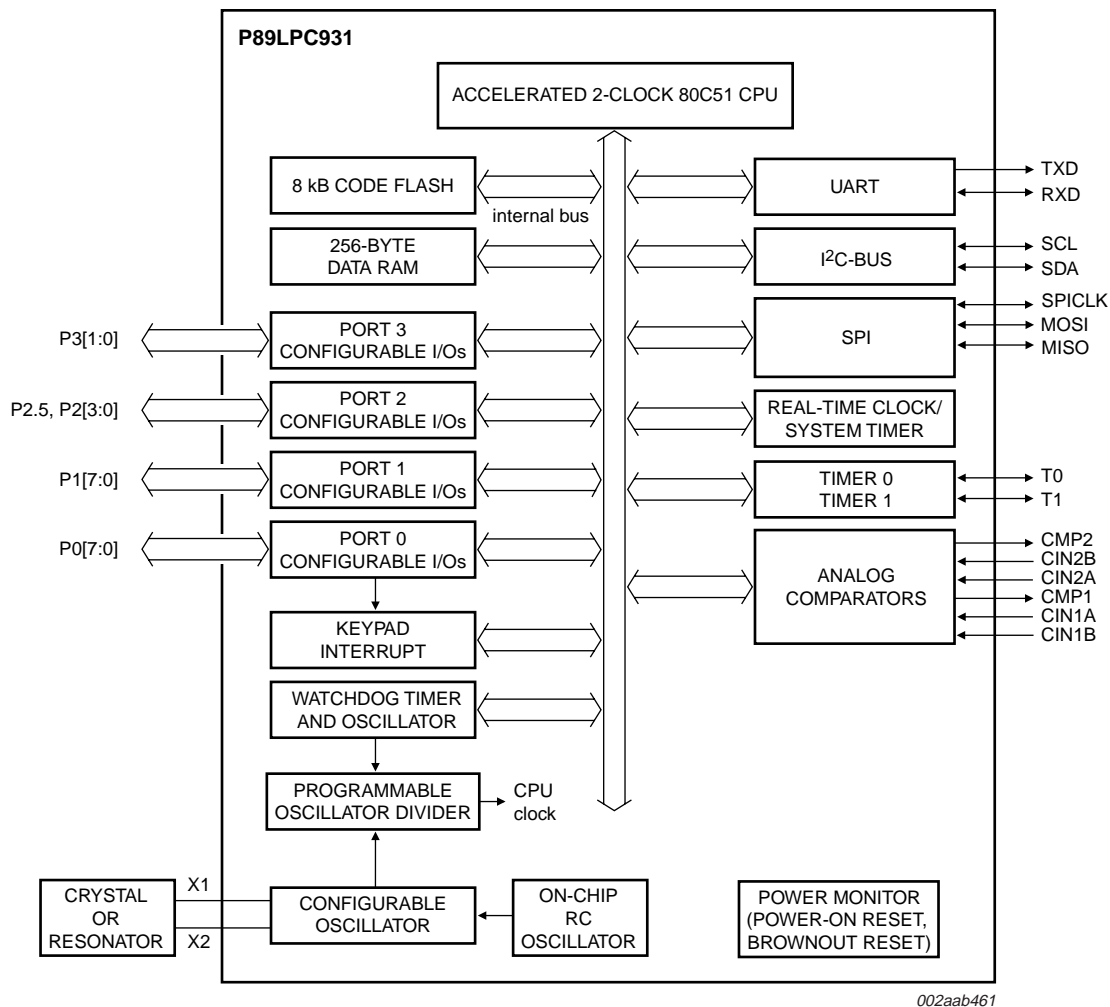 P89LPC931
ACCELERATED 2-CLOCK 80C51 CPU
8 kB CODE FLASH
internal bus
256-BYTE
DATA RAM
PORT 3
CONFIGURABLE I/Os
PORT 2
CONFIGURABLE I/Os
PORT 1
CONFIGURABLE I/Os
PORT 0
CONFIGURABLE I/Os
KEYPAD
INTERRUPT
WATCHDOG TIMER
AND OSCILLATOR
PROGRAMMABLE
OSCILLATOR DIVIDER
CPU
clock
CONFIGURABLE
OSCILLATOR
ON-CHIP
RC
OSCILLATOR
CRYSTAL
OR
RESONATOR
X1
X2
P3[1:0]
P2.5, P2[3:0]
P1[7:0]
P0[7:0]
UART
TXD
RXD
I²C-BUS
SCL
SDA
SPI
SPICLK
MOSI
MISO
REAL-TIME CLOCK/
SYSTEM TIMER
TIMER 0
TIMER 1
T0
T1
ANALOG
COMPARATORS
CMP2
CIN2B
CIN2A
CMP1
CIN1A
CIN1B
POWER MONITOR
(POWER-ON RESET,
BROWNOUT RESET)
002aab461